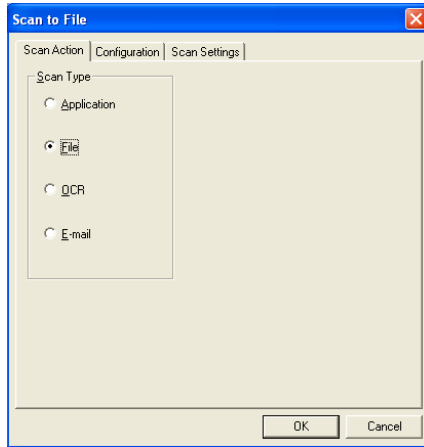 Scan to File
Scan Action Configuration Scan Settings
Scan Type
Application
File
OCR
E-mail
OK Cancel